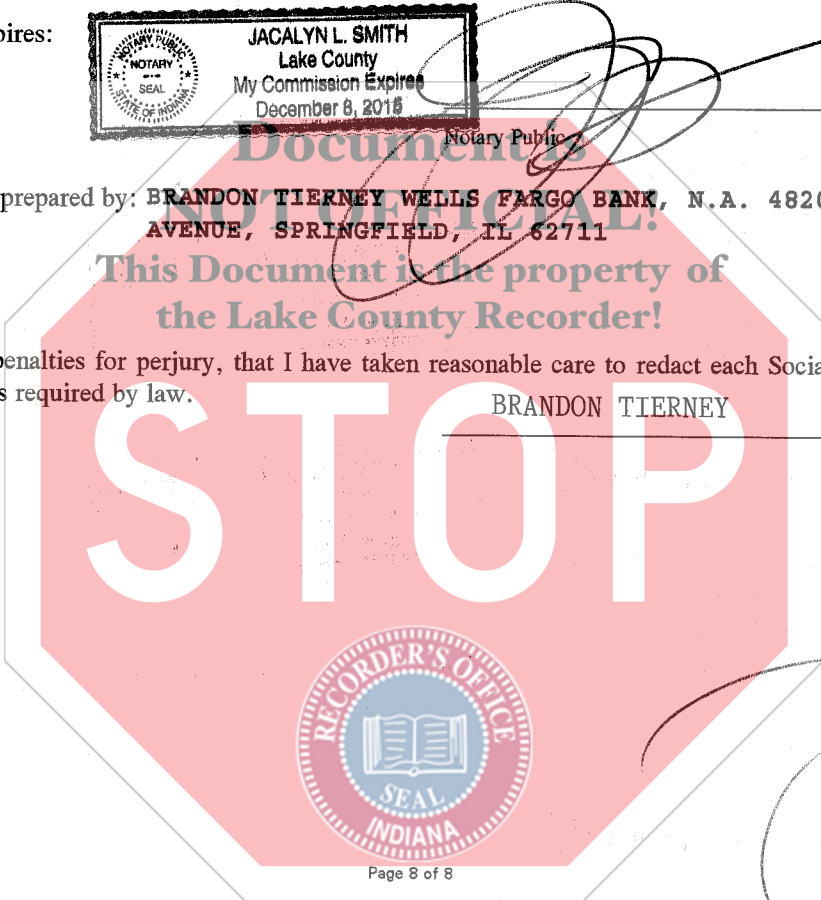 pires:
JACALYN L. SMITH
Lake County
My Commission Expires
December 8, 2015
NOTARY PUBLIC
NOTARY
SEAL
STATE OF INDIANA
Notary Public
Document is
NOT OFFICIAL!
prepared by: BRANDON TIERNEY WELLS FARGO BANK, N.A. 4820
AVENUE, SPRINGFIELD, IL 62711
This Document is the property of
the Lake County Recorder!
penalties for perjury, that I have taken reasonable care to redact each Socia
s required by law.
BRANDON TIERNEY
STOP
RECORDER'S OFFICE
SEAL
INDIANA
Page 8 of 8